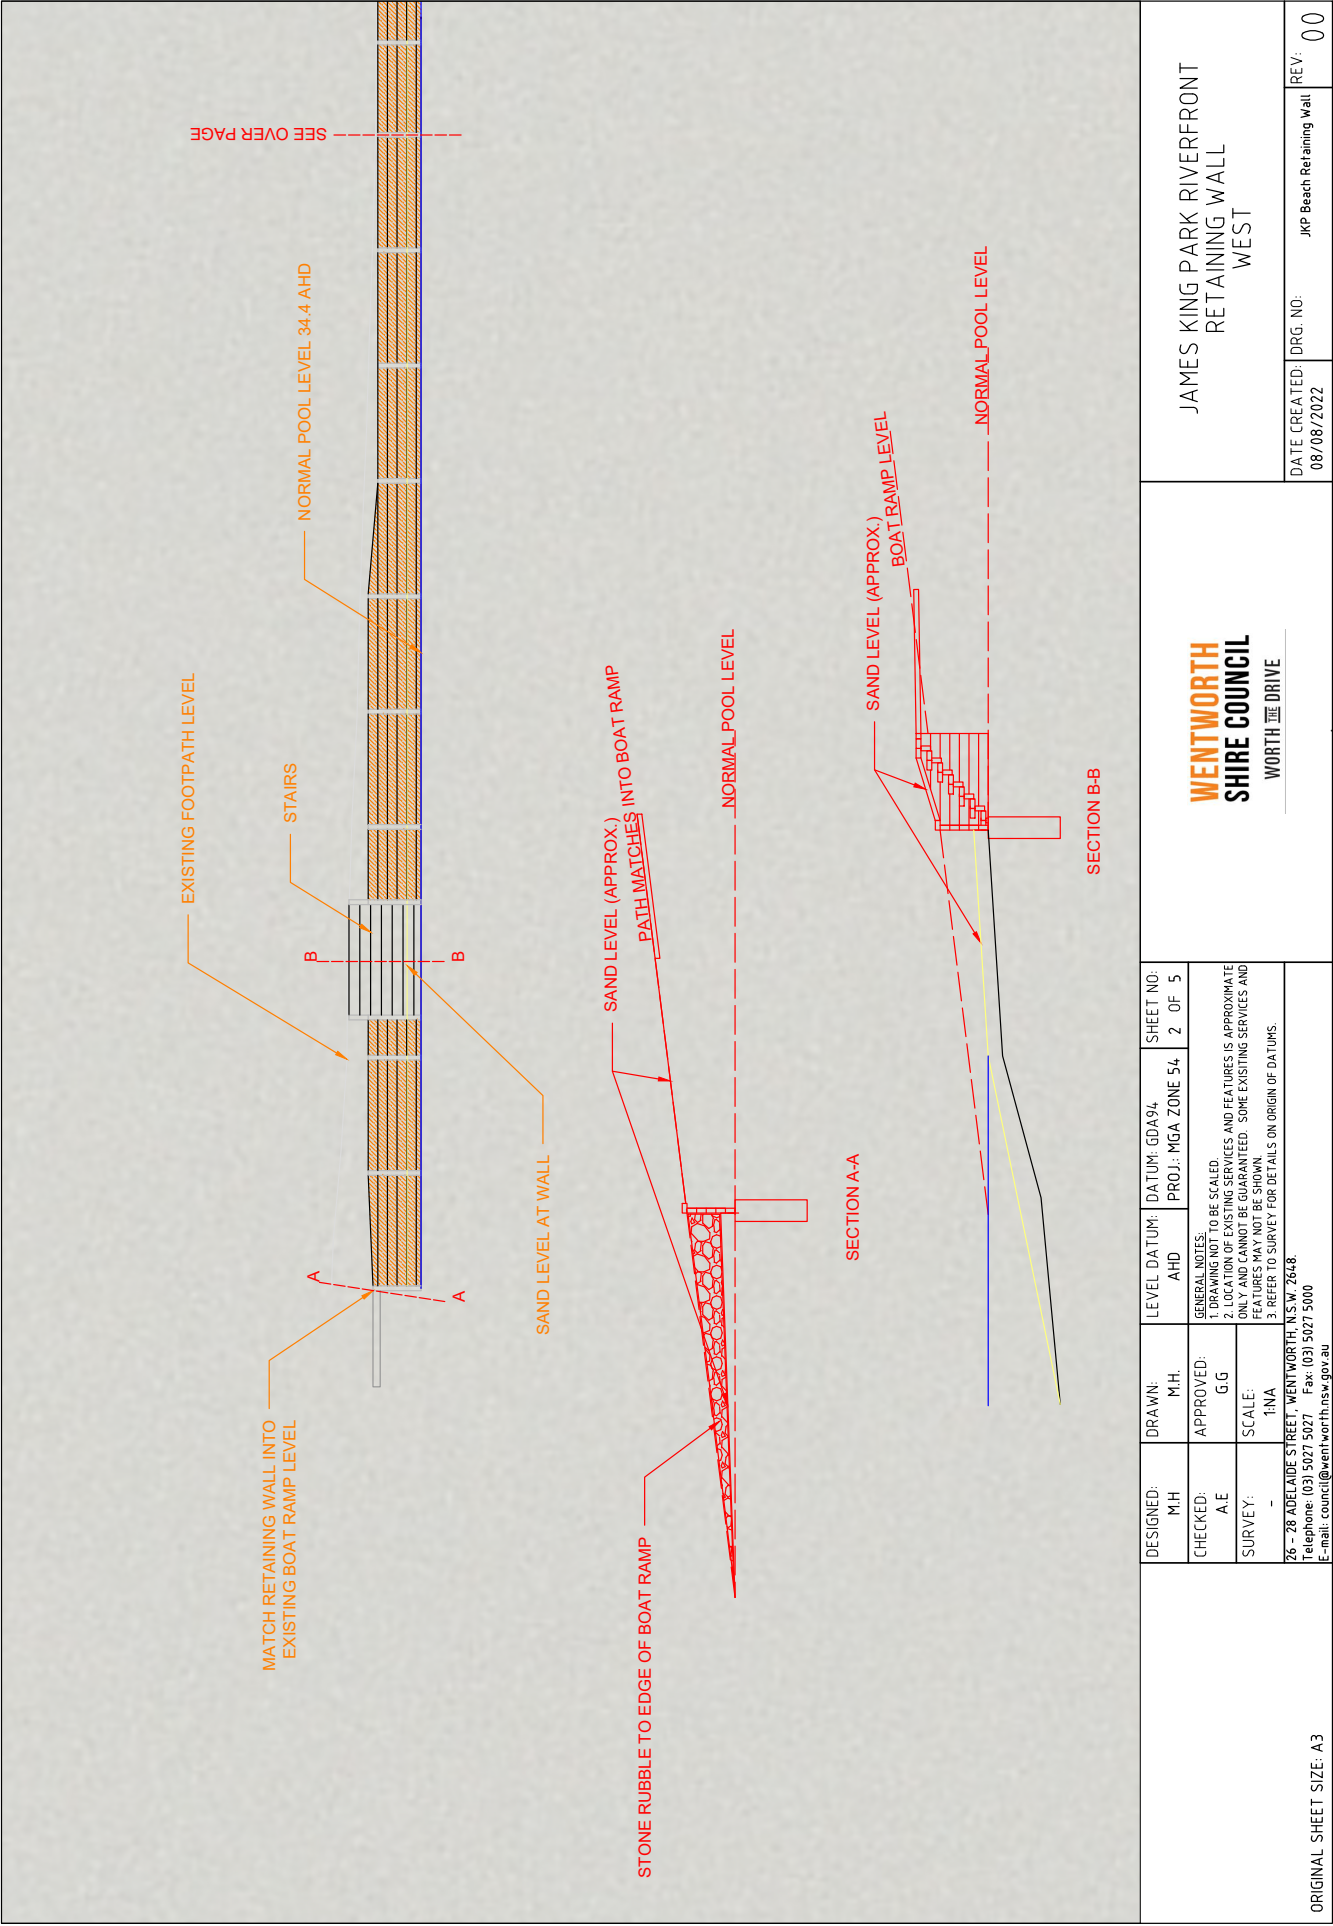 MATCH RETAINING WALL INTO
EXISTING BOAT RAMP LEVEL
EXISTING FOOTPATH LEVEL
STAIRS
NORMAL POOL LEVEL 34.4 AHD
SEE OVER PAGE
A
A
B
B
SAND LEVEL AT WALL
STONE RUBBLE TO EDGE OF BOAT RAMP
SAND LEVEL (APPROX.)
PATH MATCHES INTO BOAT RAMP
NORMAL POOL LEVEL
SECTION A-A
SAND LEVEL (APPROX.)
BOAT RAMP LEVEL
NORMAL POOL LEVEL
SECTION B-B
ORIGINAL SHEET SIZE: A3
DESIGNED:
M.H
DRAWN:
M.H.
LEVEL DATUM:
AHD
DATUM: GDA94
PROJ.: MGA ZONE 54
SHEET NO:
2 OF 5
CHECKED:
A.E
APPROVED:
G.G
SURVEY:
-
SCALE:
1:NA
GENERAL NOTES:
1. DRAWING NOT TO BE SCALED.
2. LOCATION OF EXISTING SERVICES AND FEATURES IS APPROXIMATE
ONLY AND CANNOT BE GUARANTEED. SOME EXISITING SERVICES AND
FEATURES MAY NOT BE SHOWN.
3. REFER TO SURVEY FOR DETAILS ON ORIGIN OF DATUMS.
26 - 28 ADELAIDE STREET, WENTWORTH, N.S.W. 2648.
Telephone: (03) 5027 5027 Fax: (03) 5027 5000
E-mail: council@wentworth.nsw.gov.au
WENTWORTH
SHIRE COUNCIL
WORTH THE DRIVE
JAMES KING PARK RIVERFRONT
RETAINING WALL
WEST
DATE CREATED:
08/08/2022
DRG. NO:
JKP Beach Retaining Wall
REV:
00